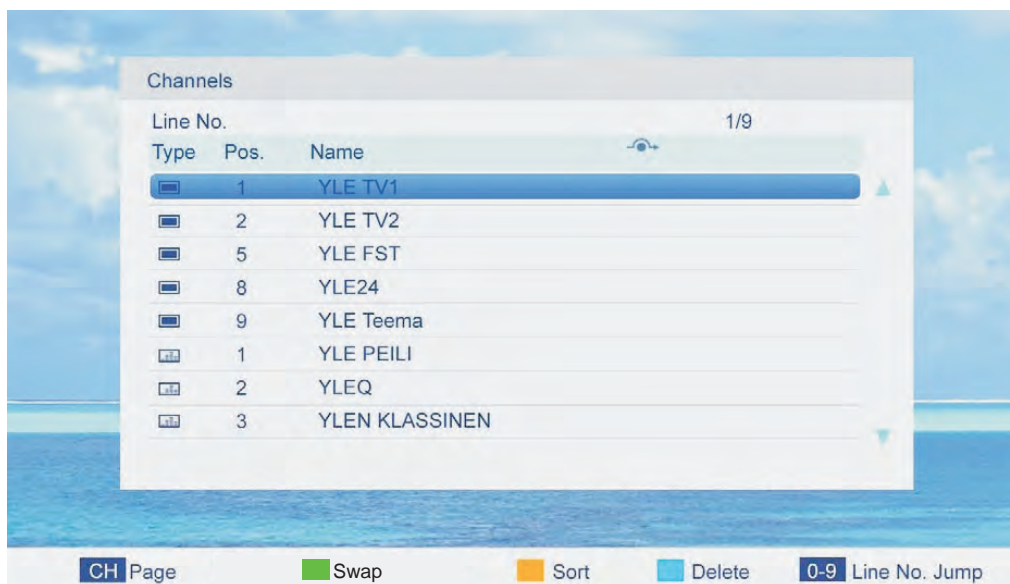 Channels
Line No. 1/9
Type Pos. Name
1 YLE TV1
2 YLE TV2
5 YLE FST
8 YLE24
9 YLE Teema
1 YLE PEILI
2 YLEQ
3 YLEN KLASSINEN
CH Page Swap Sort Delete 0-9 Line No. Jump